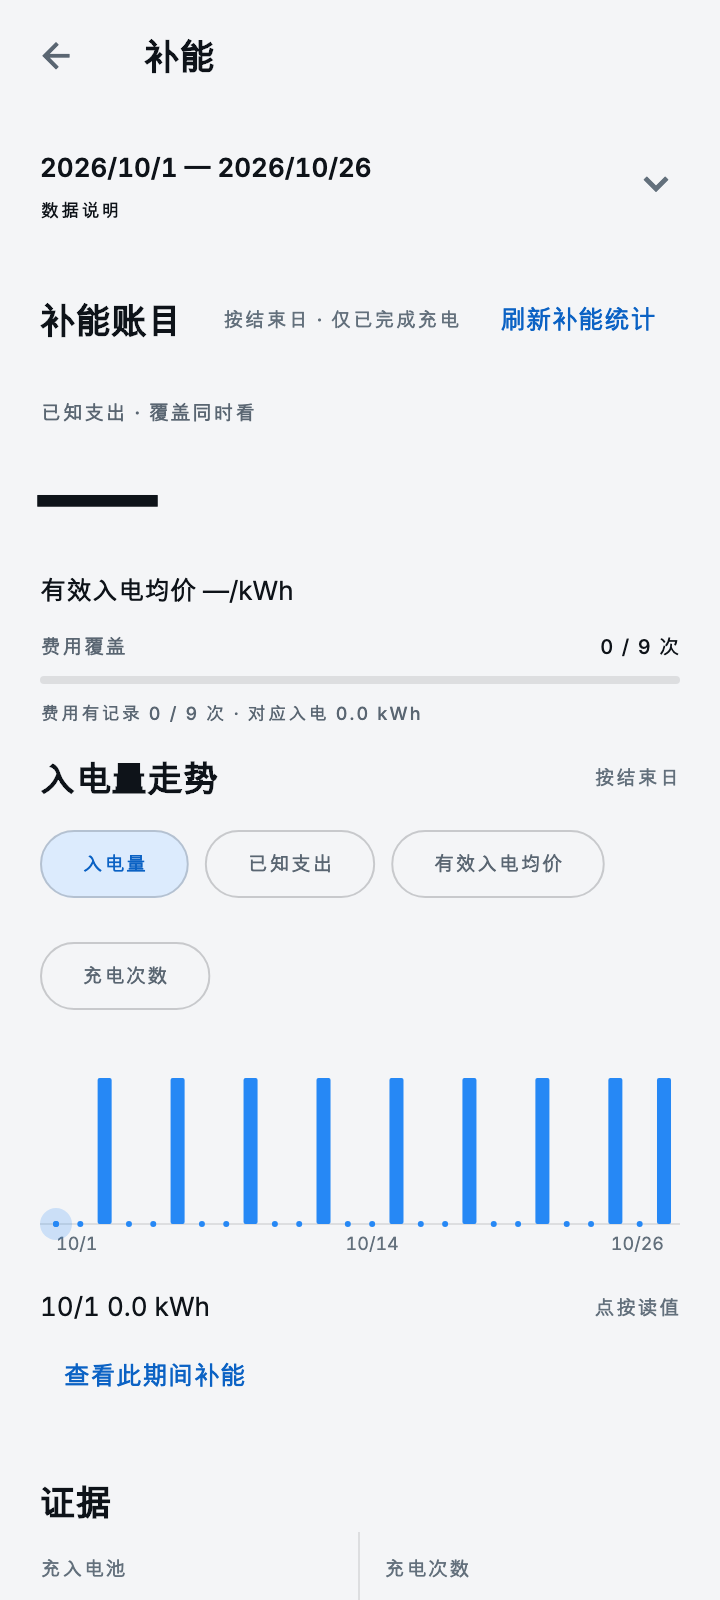 补能
2026/10/1 — 2026/10/26
数据说明
补能账目 按结束日 · 仅已完成充电 刷新补能统计
已知支出 · 覆盖同时看
—
有效入电均价 —/kWh
费用覆盖 0 / 9 次
费用有记录 0 / 9 次 · 对应入电 0.0 kWh
入电量走势 按结束日
入电量 已知支出 有效入电均价
充电次数
10/1 10/14 10/26
10/1 0.0 kWh 点按读值
查看此期间补能
证据
充入电池 充电次数